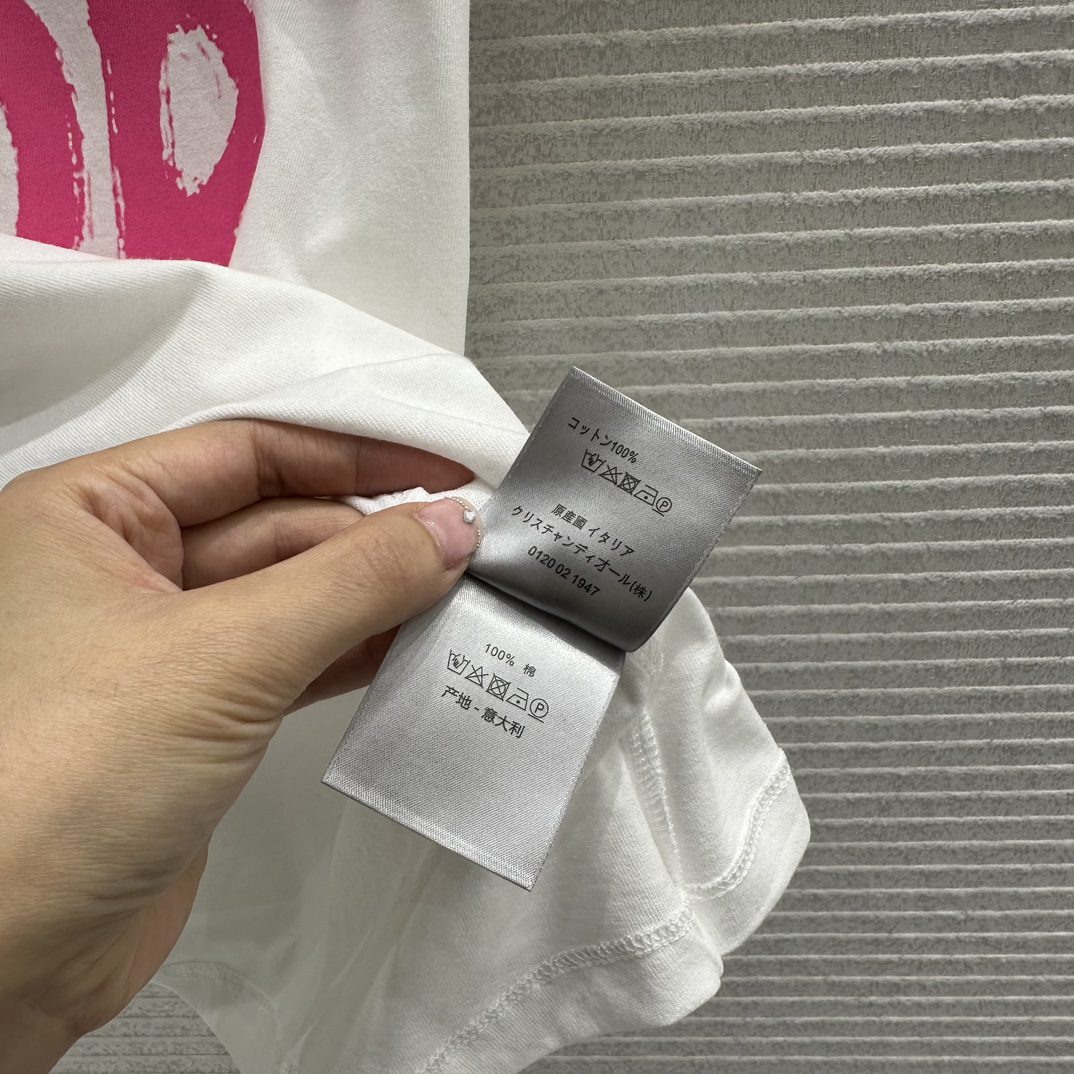 コットン100%
P
原産國 イタリア
クリスチャンディオール(株)
0120 02 1947
100% 棉
P
产地 - 意大利